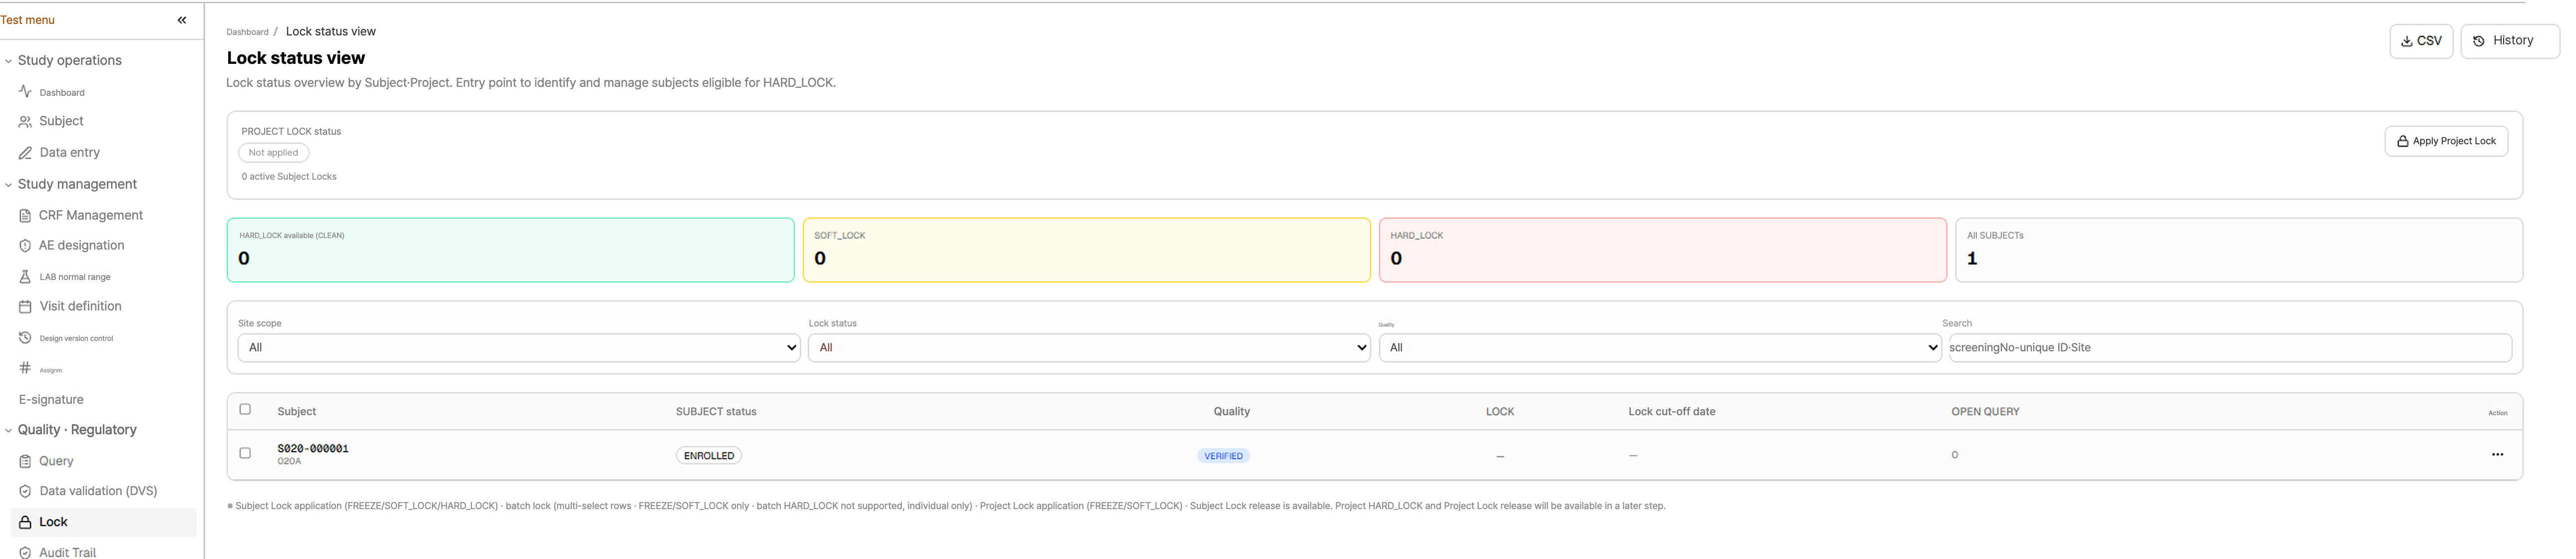 Test menu
Study operations
Dashboard
Subject
Data entry
Study management
CRF Management
AE designation
LAB normal range
Visit definition
Design version control
Assignm
E-signature
Quality · Regulatory
Query
Data validation (DVS)
Lock
Audit Trail
Dashboard / Lock status view
CSV
History
Lock status view
Lock status overview by Subject·Project. Entry point to identify and manage subjects eligible for HARD_LOCK.
PROJECT LOCK status
Not applied
0 active Subject Locks
Apply Project Lock
HARD_LOCK available (CLEAN)
0
SOFT_LOCK
0
HARD_LOCK
0
All SUBJECTs
1
Site scope
All
Lock status
All
Quality
All
Search
screeningNo-unique ID·Site
Subject SUBJECT status Quality LOCK Lock cut-off date OPEN QUERY Action
S020-000001 ENROLLED VERIFIED — — 0 ···
020A
※ Subject Lock application (FREEZE/SOFT_LOCK/HARD_LOCK) · batch lock (multi-select rows · FREEZE/SOFT_LOCK only · batch HARD_LOCK not supported, individual only) · Project Lock application (FREEZE/SOFT_LOCK) · Subject Lock release is available. Project HARD_LOCK and Project Lock release will be available in a later step.